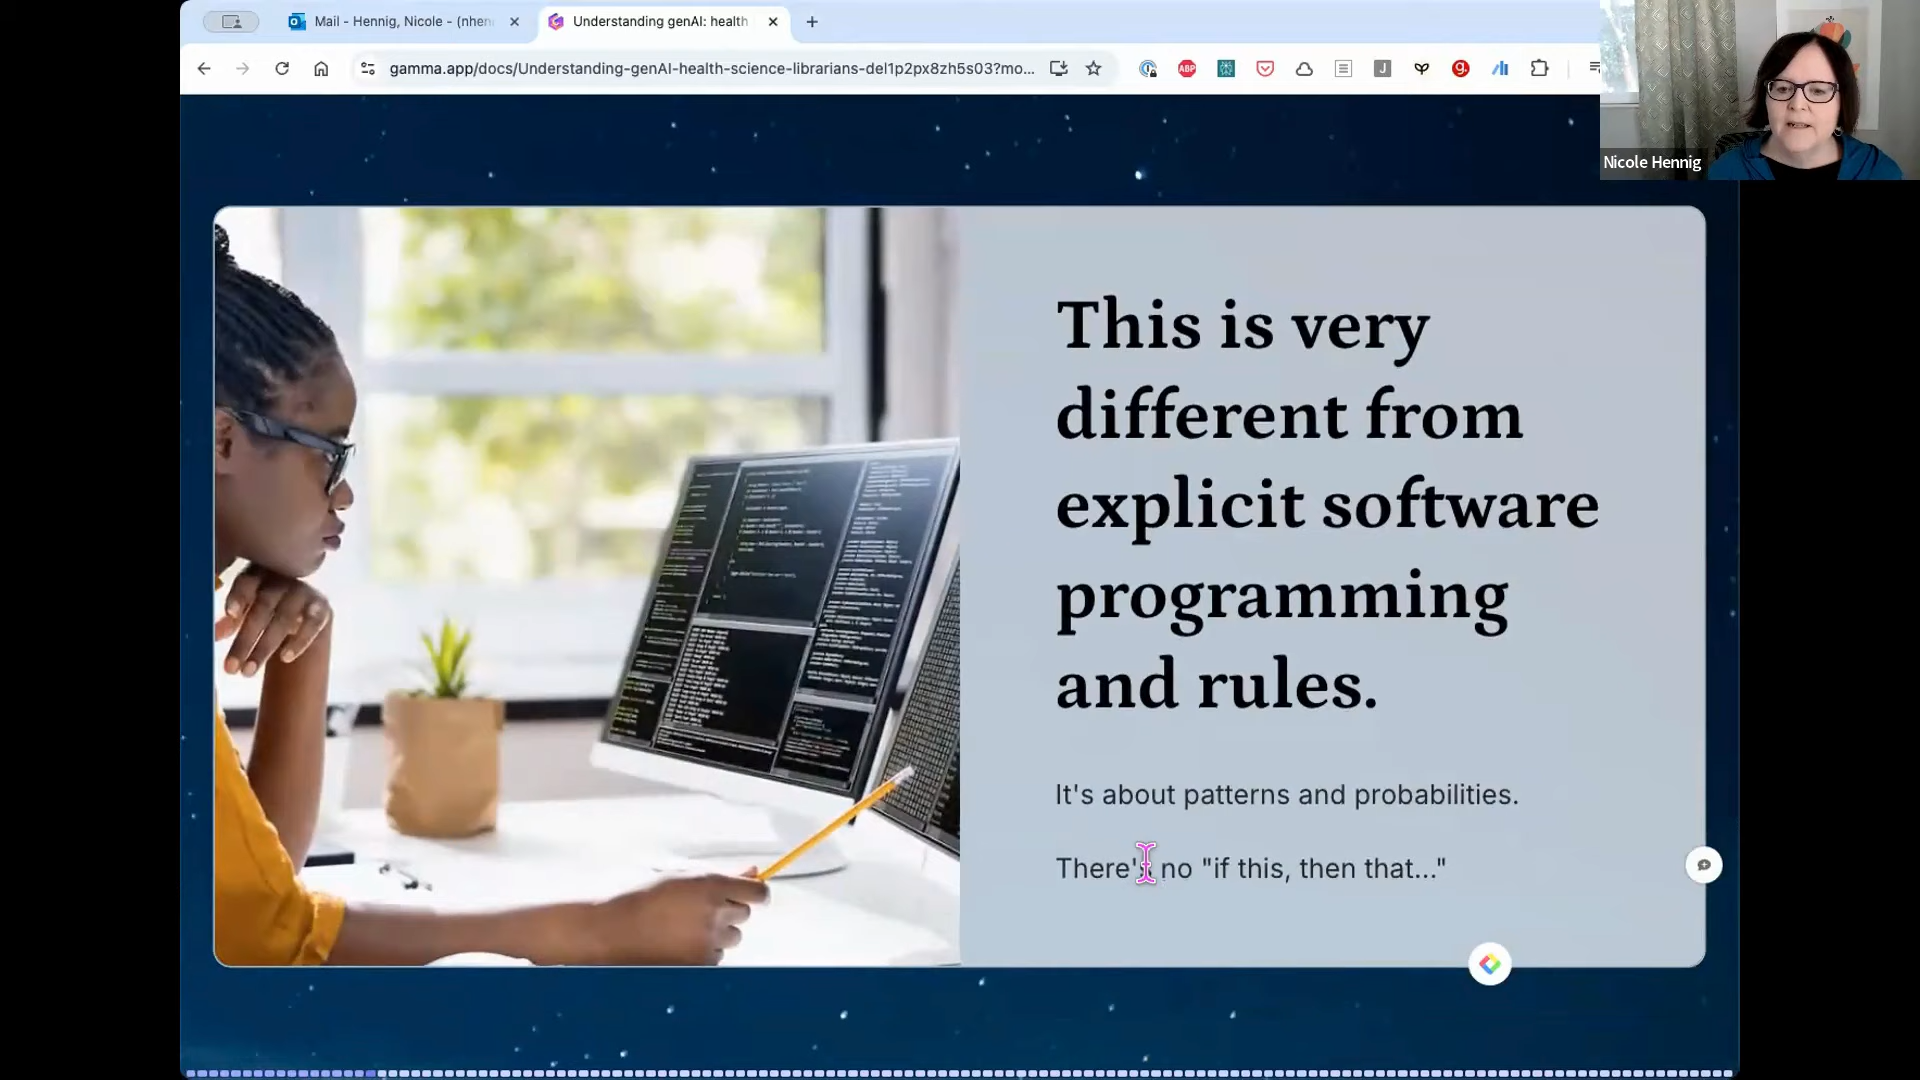 Mail - Hennig, Nicole - (nhen
Understanding genAI: health
gamma.app/docs/Understanding-genAI-health-science-librarians-del1p2px8zh5s03?mo...
ABP
J
g.
Nicole Hennig
This is very
different from
explicit software
programming
and rules.
It's about patterns and probabilities.
There's no "if this, then that..."